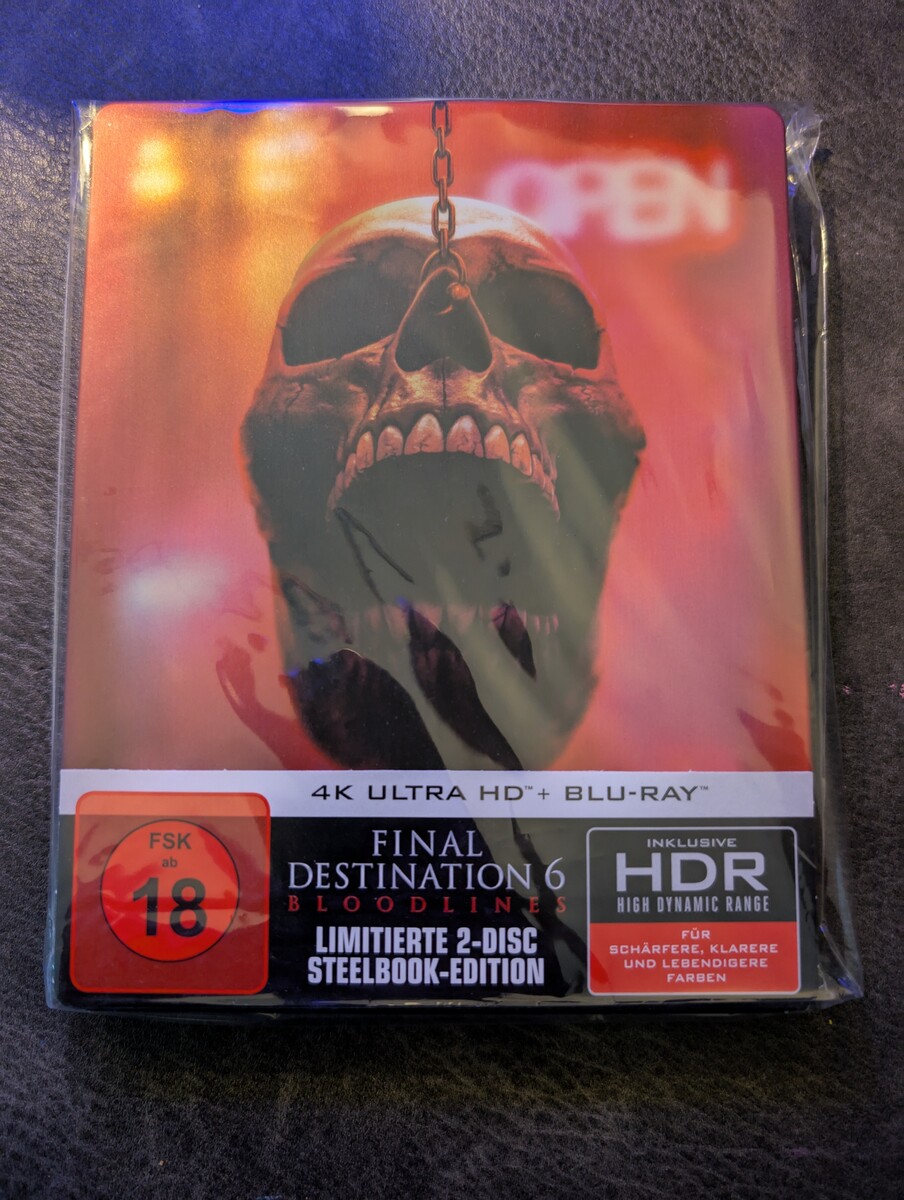 OPEN
4K ULTRA HD™ + BLU-RAY™
FSK
ab
18
FINAL
DESTINATION 6
BLOODLINES
LIMITIERTE 2-DISC
STEELBOOK-EDITION
INKLUSIVE
HDR
HIGH DYNAMIC RANGE
FÜR
SCHÄRFERE, KLARERE
UND LEBENDIGERE
FARBEN